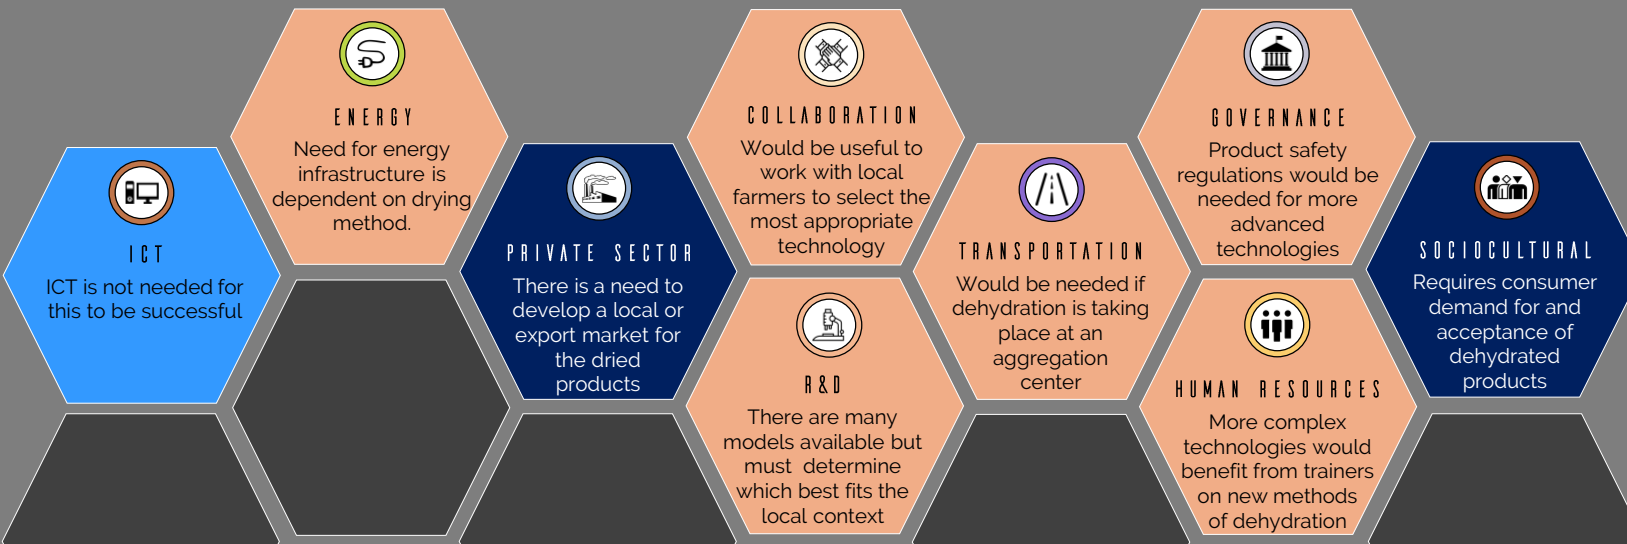 ENERGY
Need for energy
infrastructure is
dependent on drying
method.
COLLABORATION
Would be useful to
work with local
farmers to select the
most appropriate
technology
GOVERNANCE
Product safety
regulations would be
needed for more
advanced
technologies
ICT
ICT is not needed for
this to be successful
PRIVATE SECTOR
There is a need to
develop a local or
export market for
the dried
products
TRANSPORTATION
Would be needed if
dehydration is taking
place at an
aggregation
center
SOCIOCULTURAL
Requires consumer
demand for and
acceptance of
dehydrated
products
R&D
There are many
models available but
must determine
which best fits the
local context
HUMAN RESOURCES
More complex
technologies would
benefit from trainers
on new methods
of dehydration